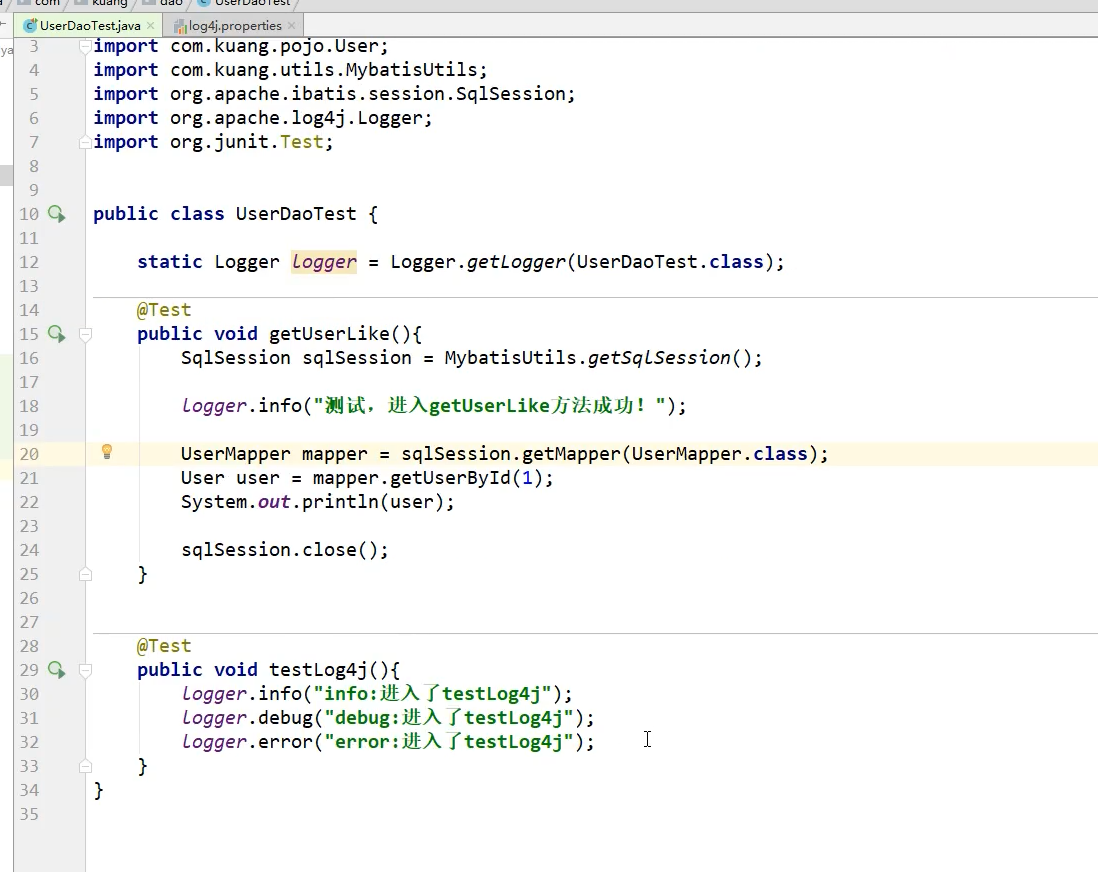 com kuang dao UserDaoTest
UserDaoTest.java log4j.properties
3 import com.kuang.pojo.User;
4 import com.kuang.utils.MybatisUtils;
5 import org.apache.ibatis.session.SqlSession;
6 import org.apache.log4j.Logger;
7 import org.junit.Test;
8
9
10 public class UserDaoTest {
11
12 static Logger logger = Logger.getLogger(UserDaoTest.class);
13
14 @Test
15 public void getUserLike(){
16 SqlSession sqlSession = MybatisUtils.getSqlSession();
17
18 logger.info("测试，进入getUserLike方法成功！");
19
20 UserMapper mapper = sqlSession.getMapper(UserMapper.class);
21 User user = mapper.getUserById(1);
22 System.out.println(user);
23
24 sqlSession.close();
25 }
26
27
28 @Test
29 public void testLog4j(){
30 logger.info("info:进入了testLog4j");
31 logger.debug("debug:进入了testLog4j");
32 logger.error("error:进入了testLog4j");
33 }
34 }
35